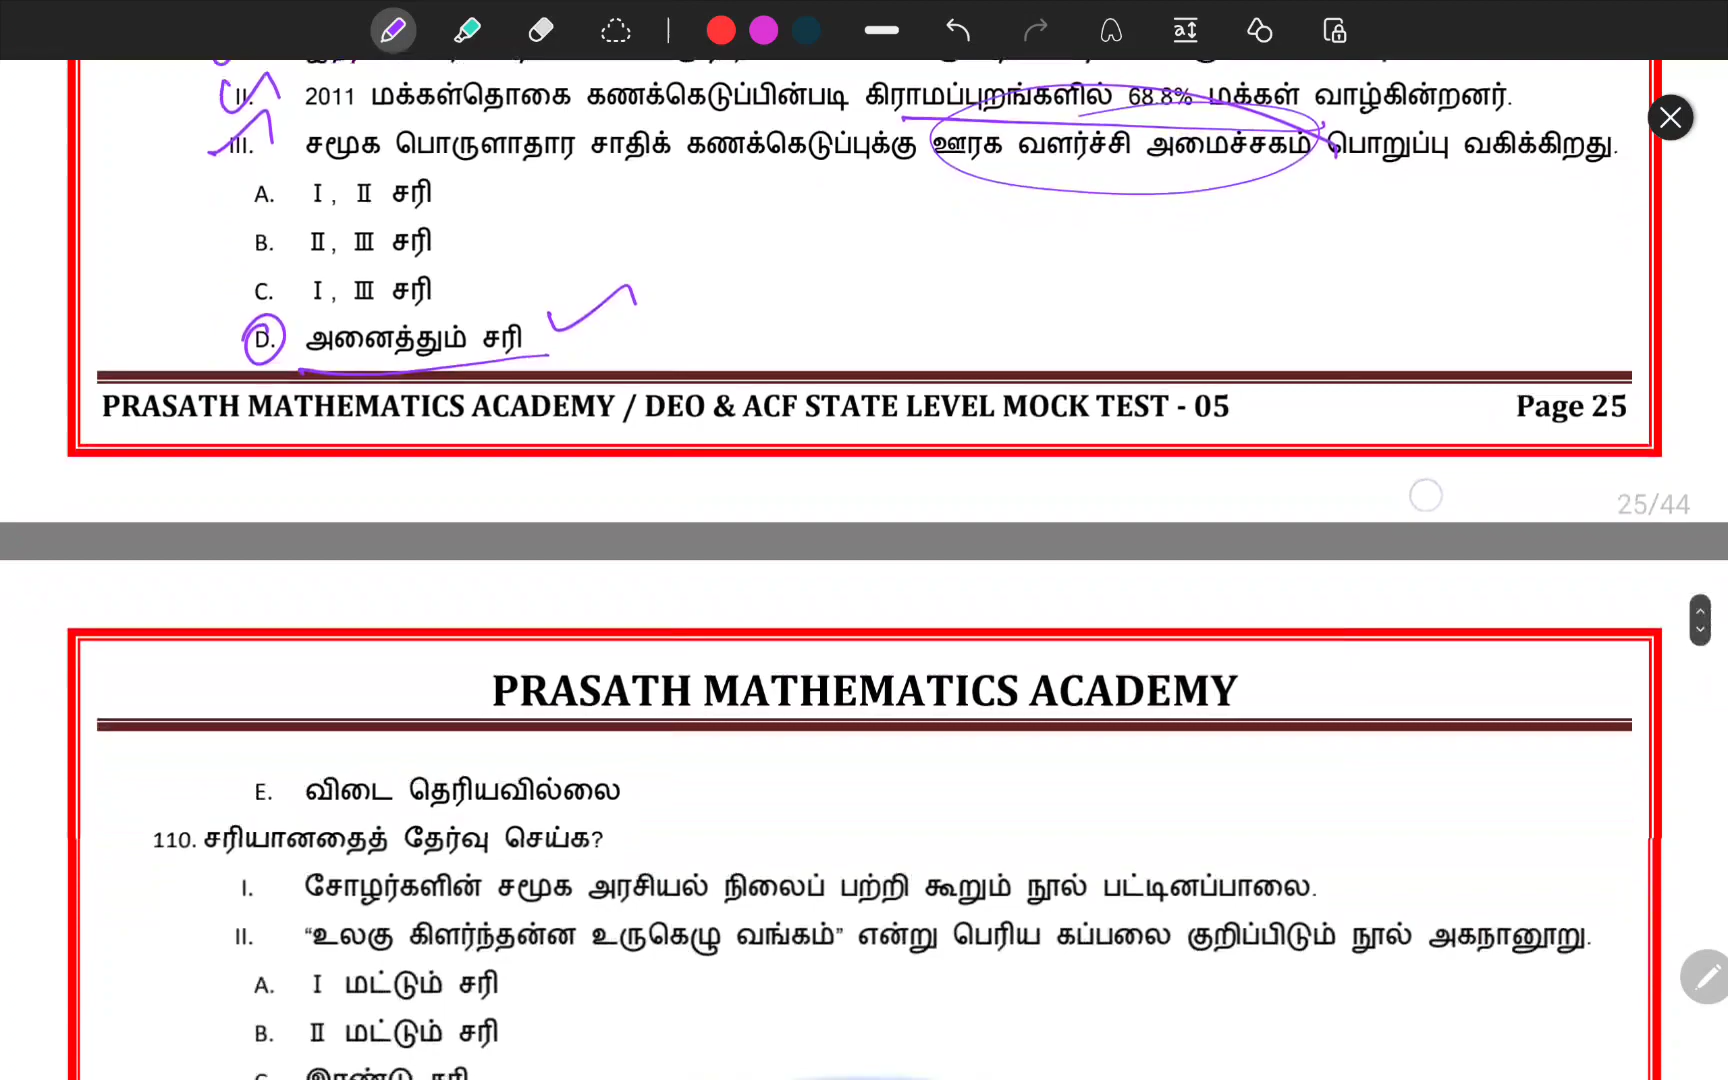 II. 2011 மக்கள்தொகை கணக்கெடுப்பின்படி கிராமப்புறங்களில் 68.8% மக்கள் வாழ்கின்றனர்.
III. சமூக பொருளாதார சாதிக் கணக்கெடுப்புக்கு ஊரக வளர்ச்சி அமைச்சகம் பொறுப்பு வகிக்கிறது.
A. I, II சரி
B. II, III சரி
C. I, III சரி
D. அனைத்தும் சரி
PRASATH MATHEMATICS ACADEMY / DEO & ACF STATE LEVEL MOCK TEST - 05 Page 25
25/44
PRASATH MATHEMATICS ACADEMY
E. விடை தெரியவில்லை
110. சரியானதைத் தேர்வு செய்க?
I. சோழர்களின் சமூக அரசியல் நிலைப் பற்றி கூறும் நூல் பட்டினப்பாலை.
II. “உலகு கிளர்ந்தன்ன உருகெழு வங்கம்” என்று பெரிய கப்பலை குறிப்பிடும் நூல் அகநானூறு.
A. I மட்டும் சரி
B. II மட்டும் சரி
C. இரண்டு சரி